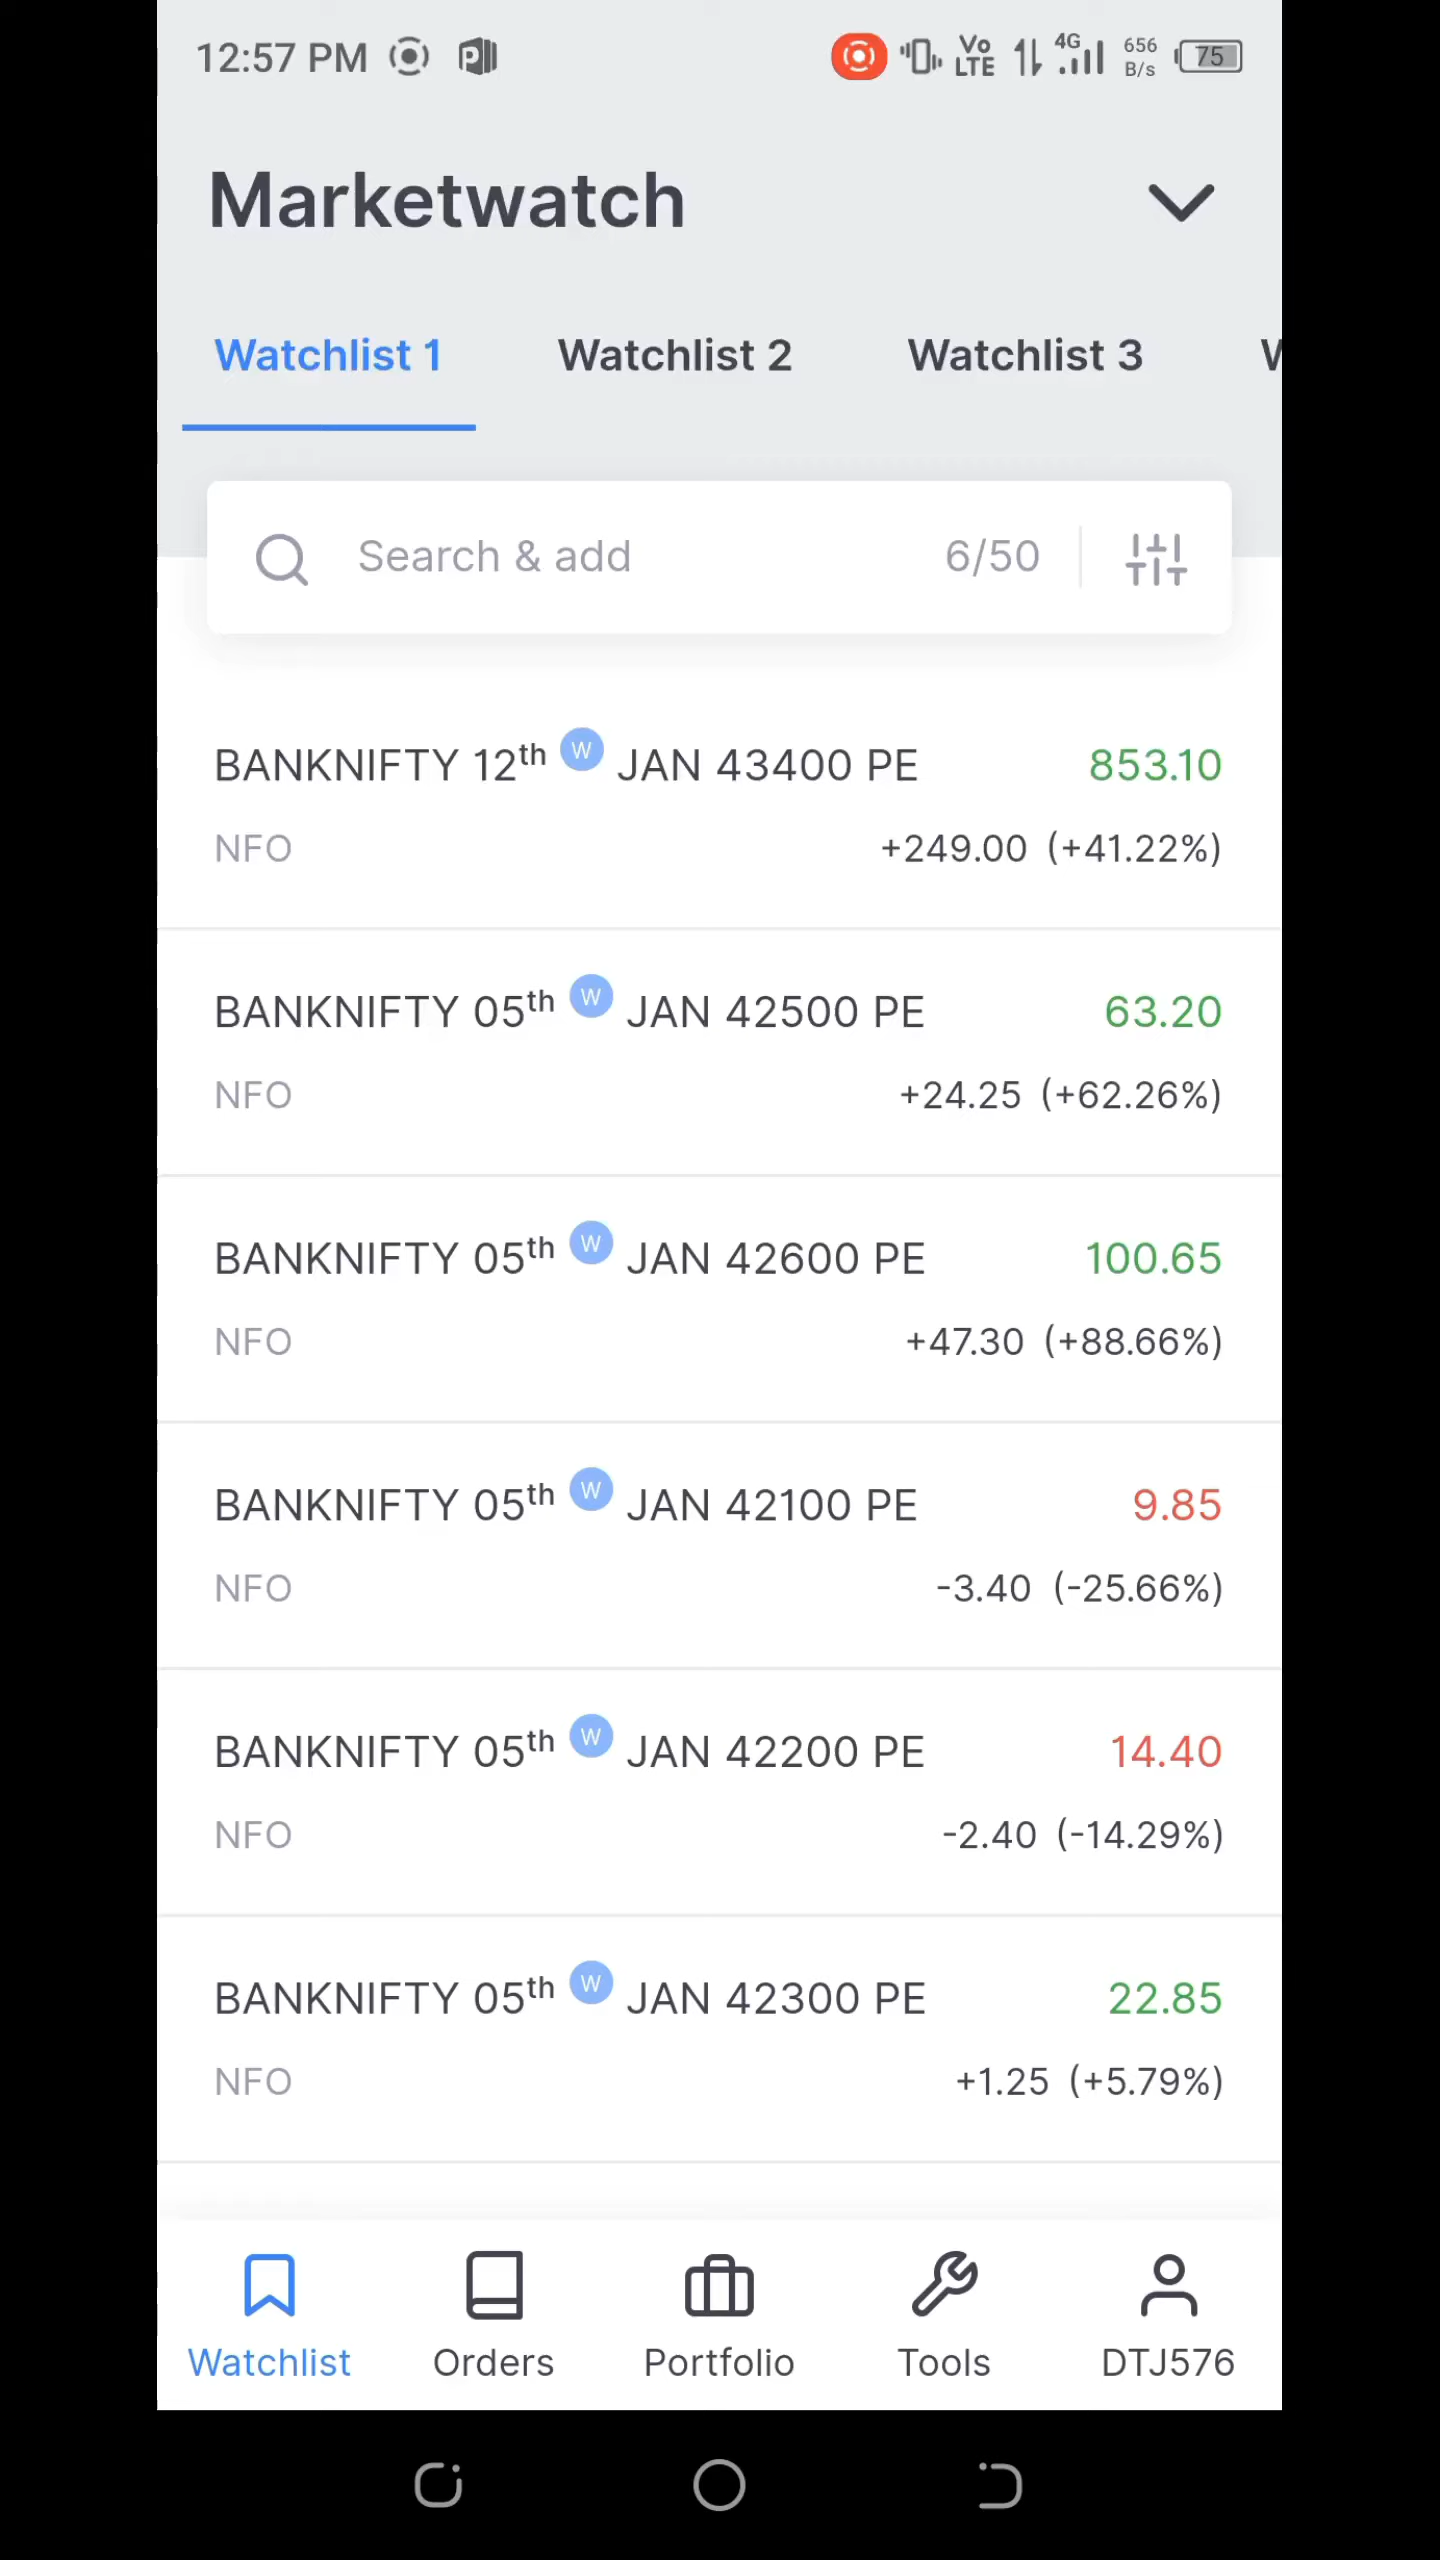 12:57 PM Vo LTE 4G 656 B/s 75
Marketwatch
Watchlist 1 Watchlist 2 Watchlist 3
Search & add 6/50
BANKNIFTY 12th W JAN 43400 PE 853.10
NFO +249.00 (+41.22%)
BANKNIFTY 05th W JAN 42500 PE 63.20
NFO +24.25 (+62.26%)
BANKNIFTY 05th W JAN 42600 PE 100.65
NFO +47.30 (+88.66%)
BANKNIFTY 05th W JAN 42100 PE 9.85
NFO -3.40 (-25.66%)
BANKNIFTY 05th W JAN 42200 PE 14.40
NFO -2.40 (-14.29%)
BANKNIFTY 05th W JAN 42300 PE 22.85
NFO +1.25 (+5.79%)
Watchlist Orders Portfolio Tools DTJ576